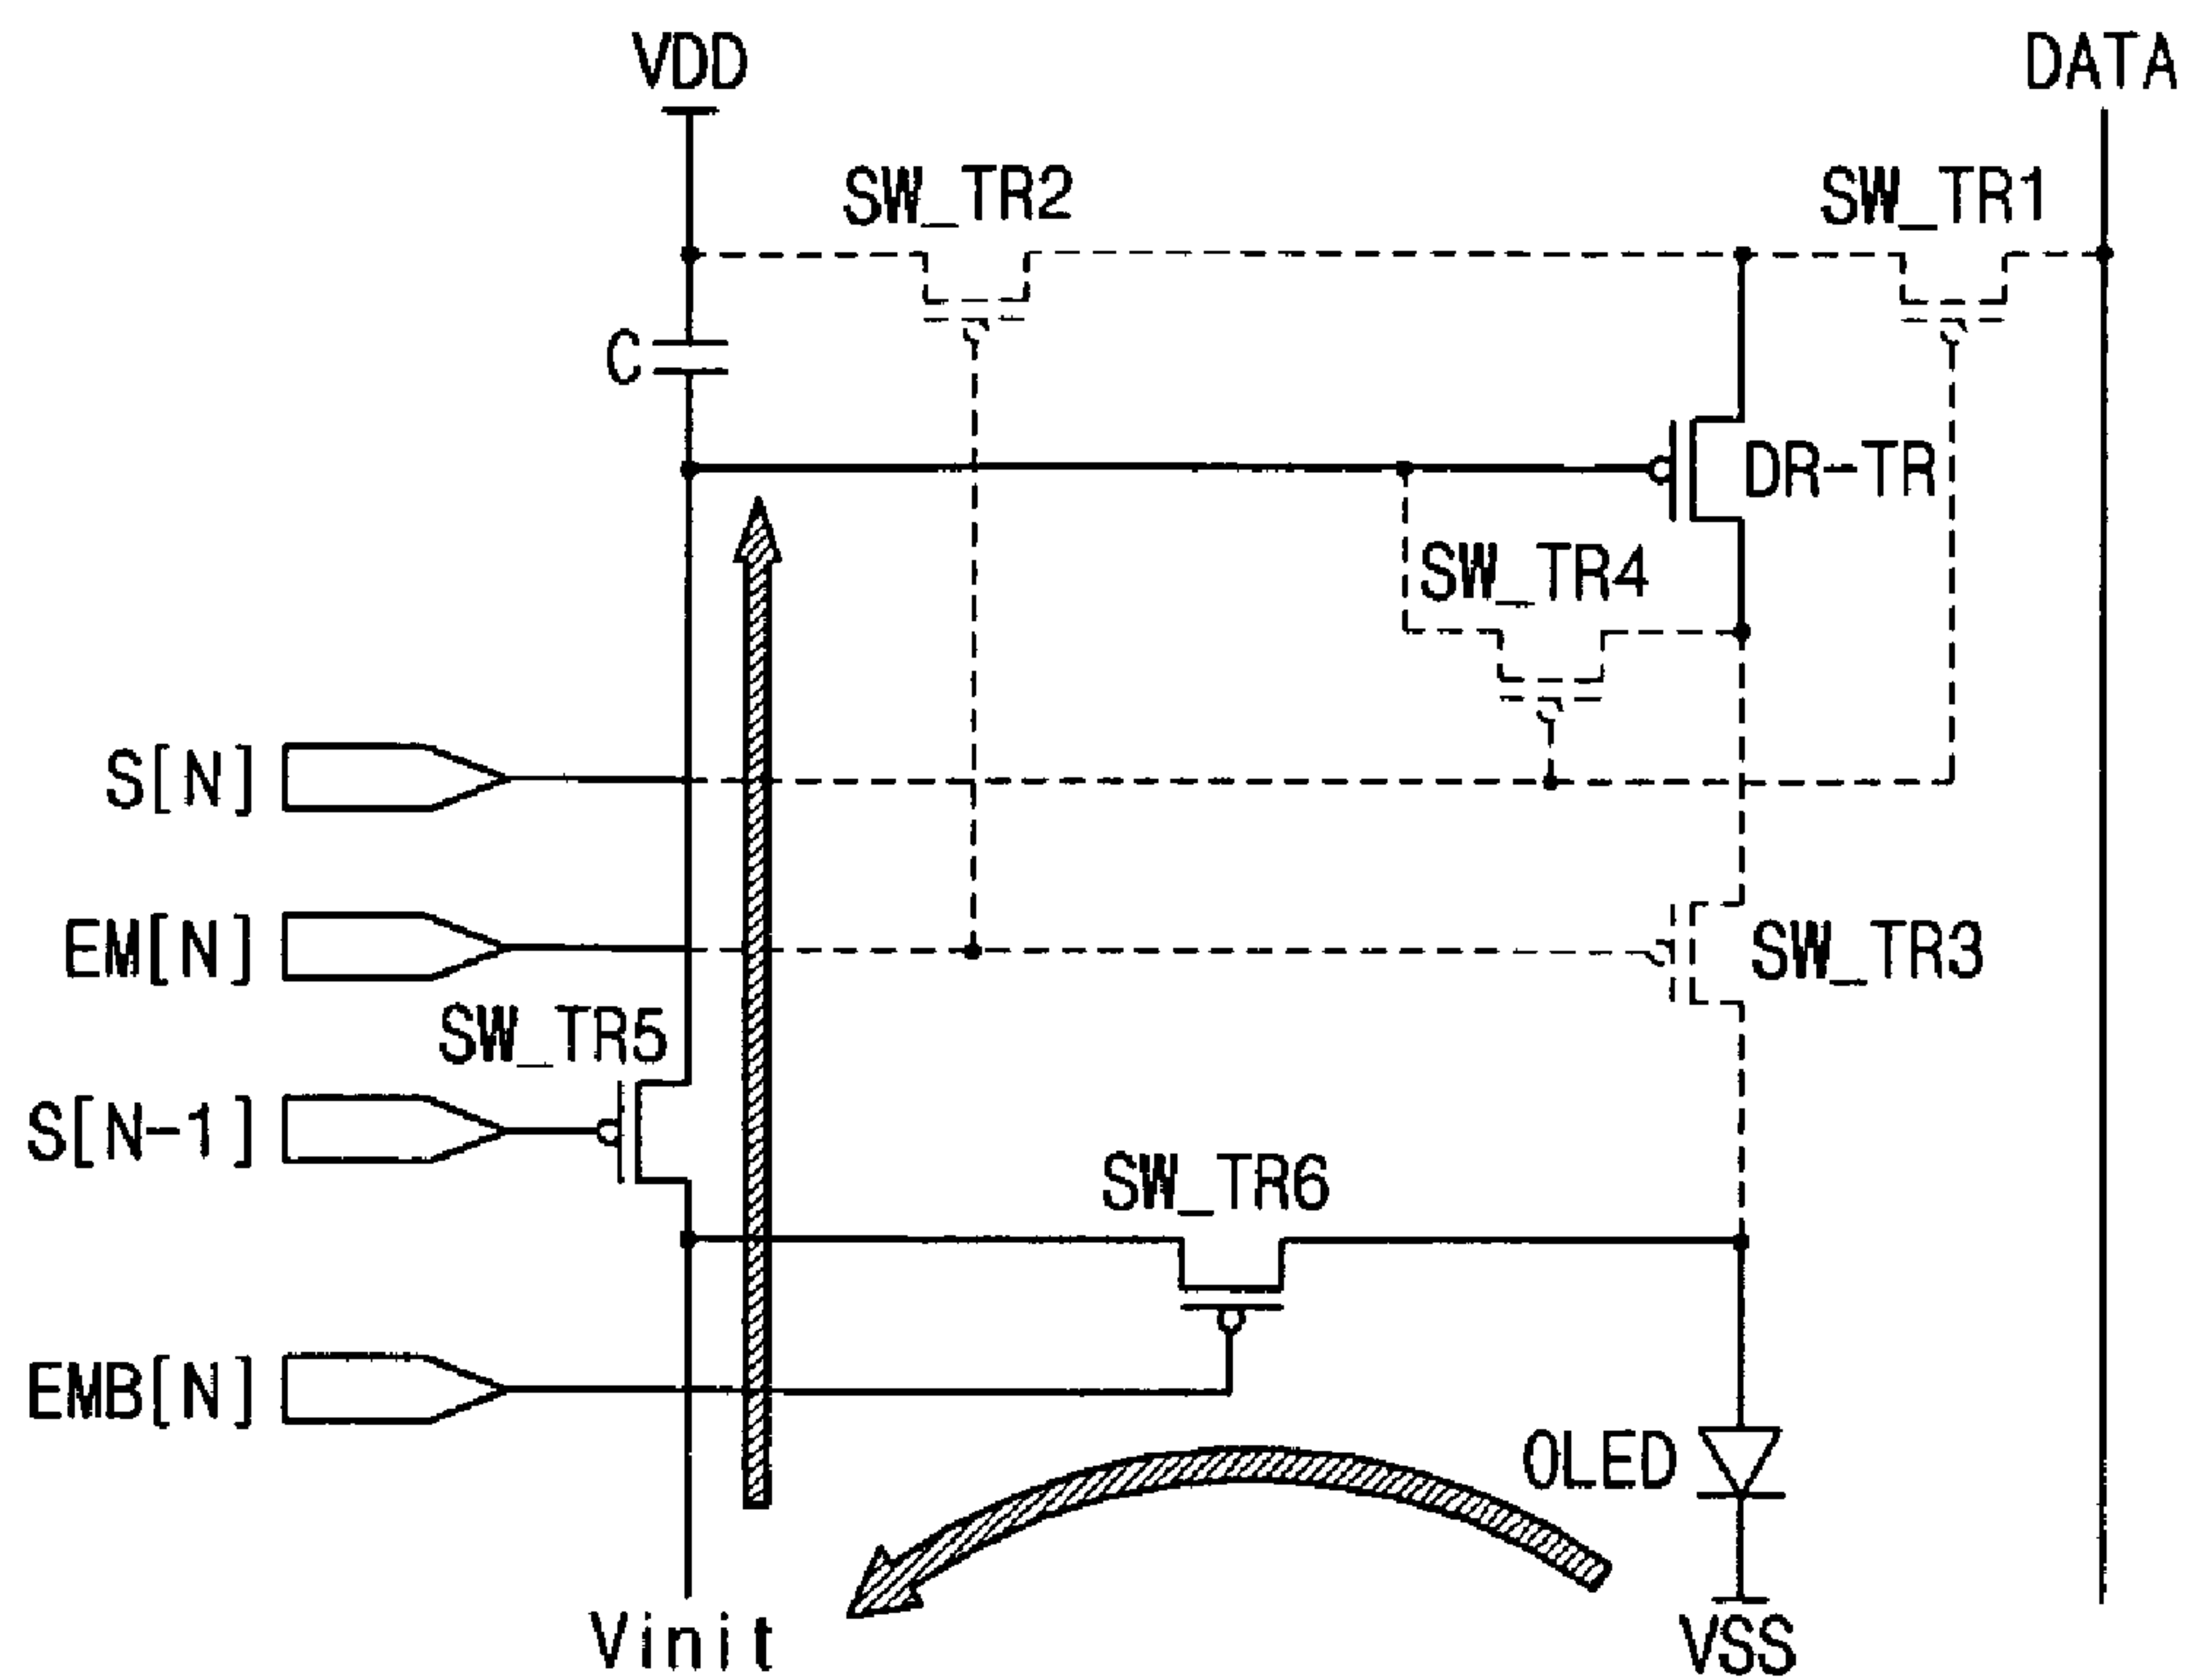 VDD
DATA
SW_TR2
SW_TR1
C
DR-TR
SW_TR4
S[N]
EM[N]
SW_TR3
SW_TR5
S[N-1]
SW_TR6
EMB[N]
OLED
Vinit
VSS